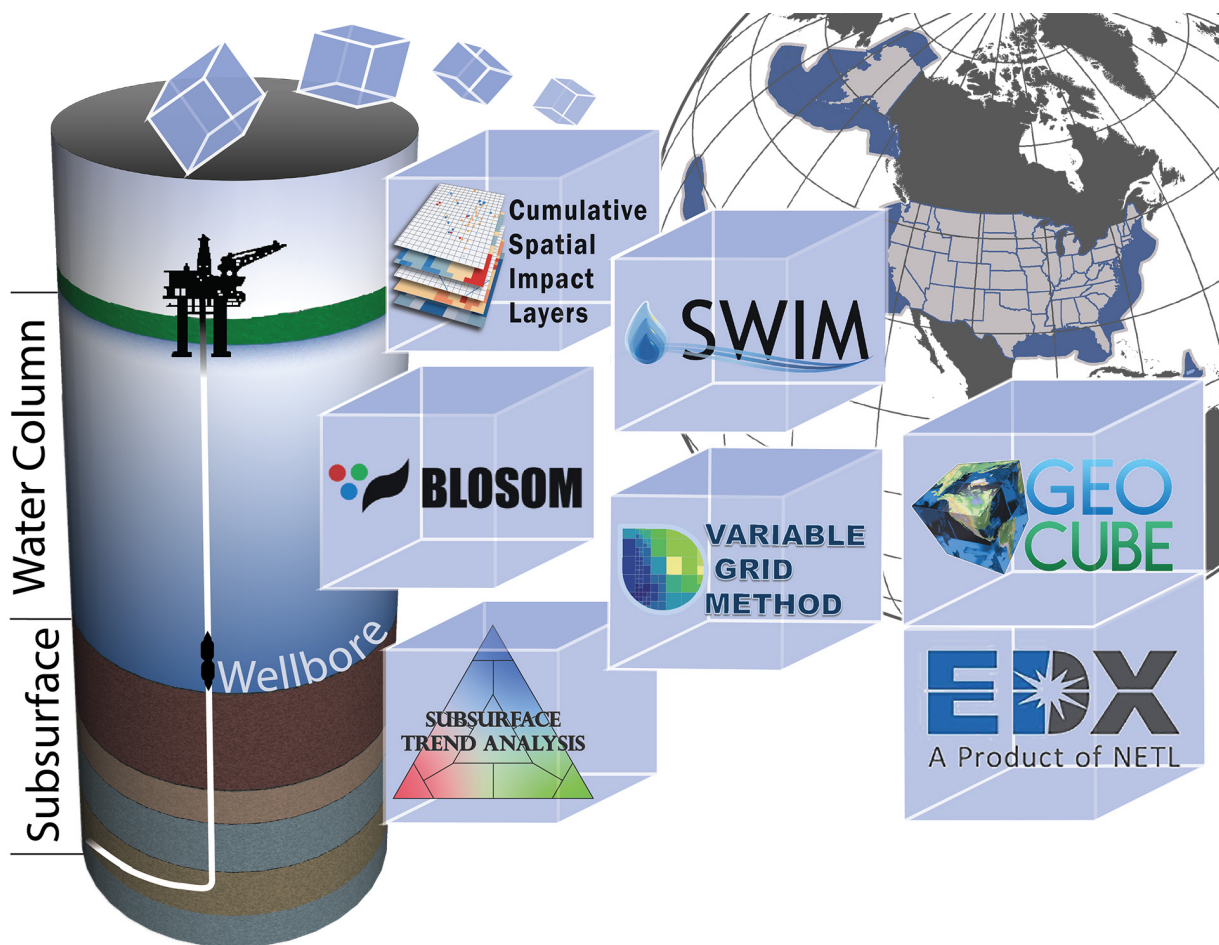 Cumulative
Spatial
Impact
Layers
SWIM
Water Column
BLOSOM
GEO
CUBE
VARIABLE
GRID
METHOD
Subsurface
Wellbore
SUBSURFACE
TREND ANALYSIS
EDX
A Product of NETL